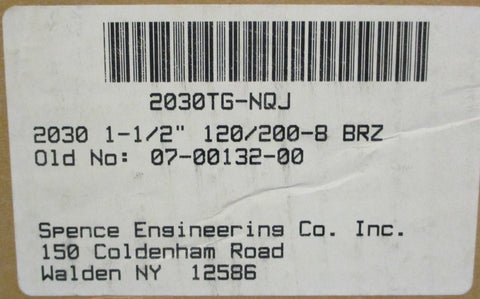 2030TG-NQJ
2030 1-1/2" 120/200-8 BRZ
Old No: 07-00132-00
Spence Engineering Co. Inc.
150 Coldenham Road
Walden NY 12586